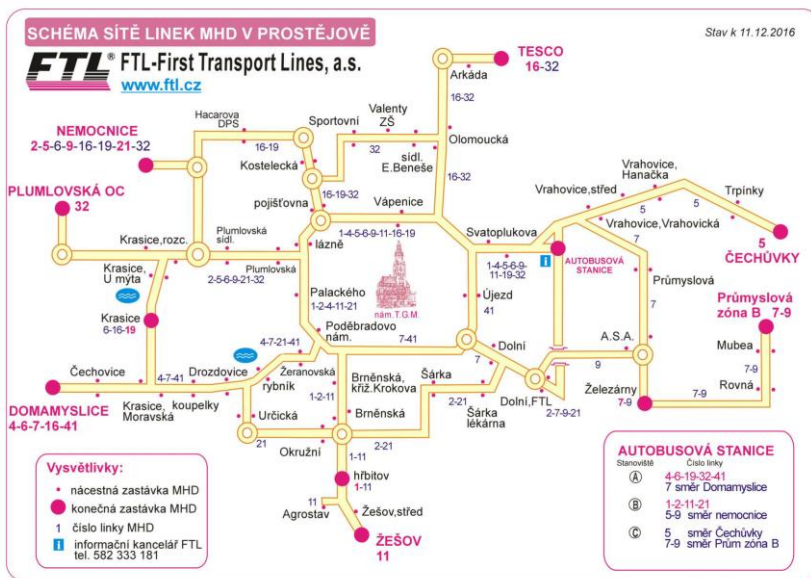 SCHÉMA SÍTĚ LINEK MHD V PROSTĚJOVĚ
Stav k 11.12.2016
FTL® FTL-First Transport Lines, a.s.
www.ftl.cz
TESCO
16-32
Arkáda
16-32
Hacarova
DPS
16-19
Sportovní
Valenty
ZŠ
32
sídl.
E.Beneše
Olomoucká
16-32
NEMOCNICE
2-5-6-9-16-19-21-32
Kostelecká
16-19-32
PLUMLOVSKÁ OC
32
pojišťovna
Vápenice
1-4-5-6-9-11-16-19
Vrahovice,
Hanačka
Vrahovice,střed
5
5
Trpínky
Vrahovice,Vrahovická
7
5
ČECHŮVKY
Krasice,rozc.
Plumlovská
sídl.
lázně
Svatoplukova
1-4-5-6-9-
11-19-32
AUTOBUSOVÁ
STANICE
Krasice,
U mýta
Plumlovská
2-5-6-9-21-32
Palackého
1-2-4-11-21
nám.T.G.M.
Újezd
41
Průmyslová
7
Průmyslová
zóna B 7-9
Krasice
6-16-19
Poděbradovo
nám.
7-41
Dolní
7
A.S.A.
9
Mubea
7-9
Rovná
7-9
Čechovice
4-7-41
Drozdovice
4-7-21-41
rybník
Žeranovská
Brněnská,
kříž.Krokova
1-2-11
Šárka
2-21
Šárka
lékárna
Dolní,FTL
2-7-9-21
Železárny
7-9
DOMAMYSLICE
4-6-7-16-41
Krasice,
Moravská
koupelky
Určická
21
Okružní
Brněnská
2-21
1-11
hřbitov
1-11
11
Agrostav
Žešov,střed
ŽEŠOV
11
Vysvětlivky:
nácestná zastávka MHD
konečná zastávka MHD
1 číslo linky MHD
i informační kancelář FTL
tel. 582 333 181
AUTOBUSOVÁ STANICE
Stanoviště Číslo linky
A 4-6-19-32-41
7 směr Domamyslice
B 1-2-11-21
5-9 směr nemocnice
C 5 směr Čechůvky
7-9 směr Prům zóna B